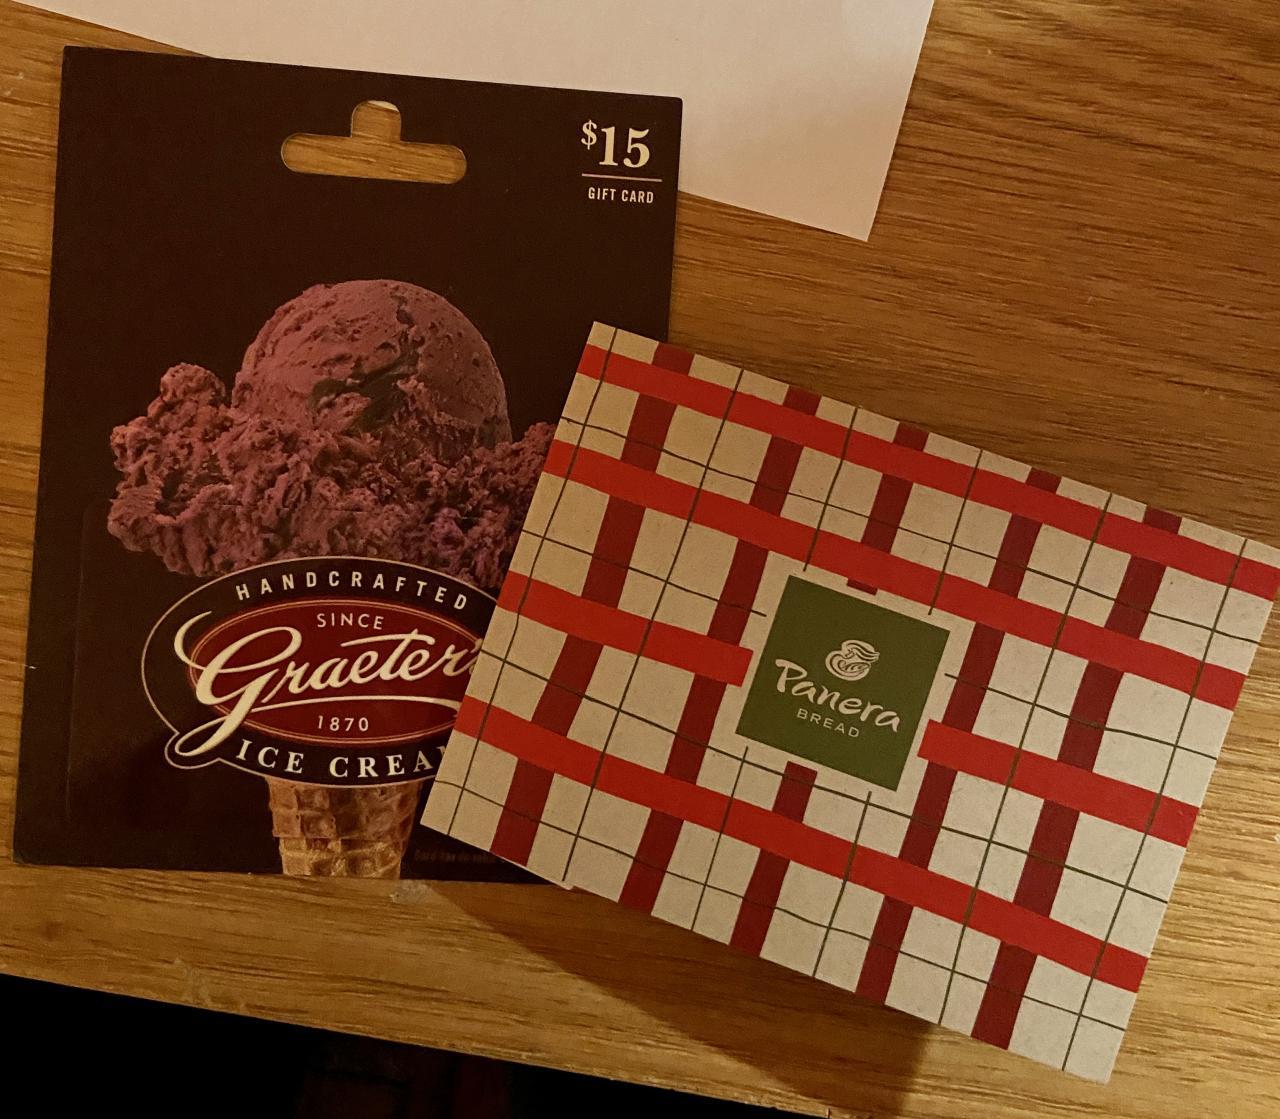 $15
GIFT CARD
HANDCRAFTED
SINCE
Graeter's
1870
ICE CREAM
Panera
BREAD